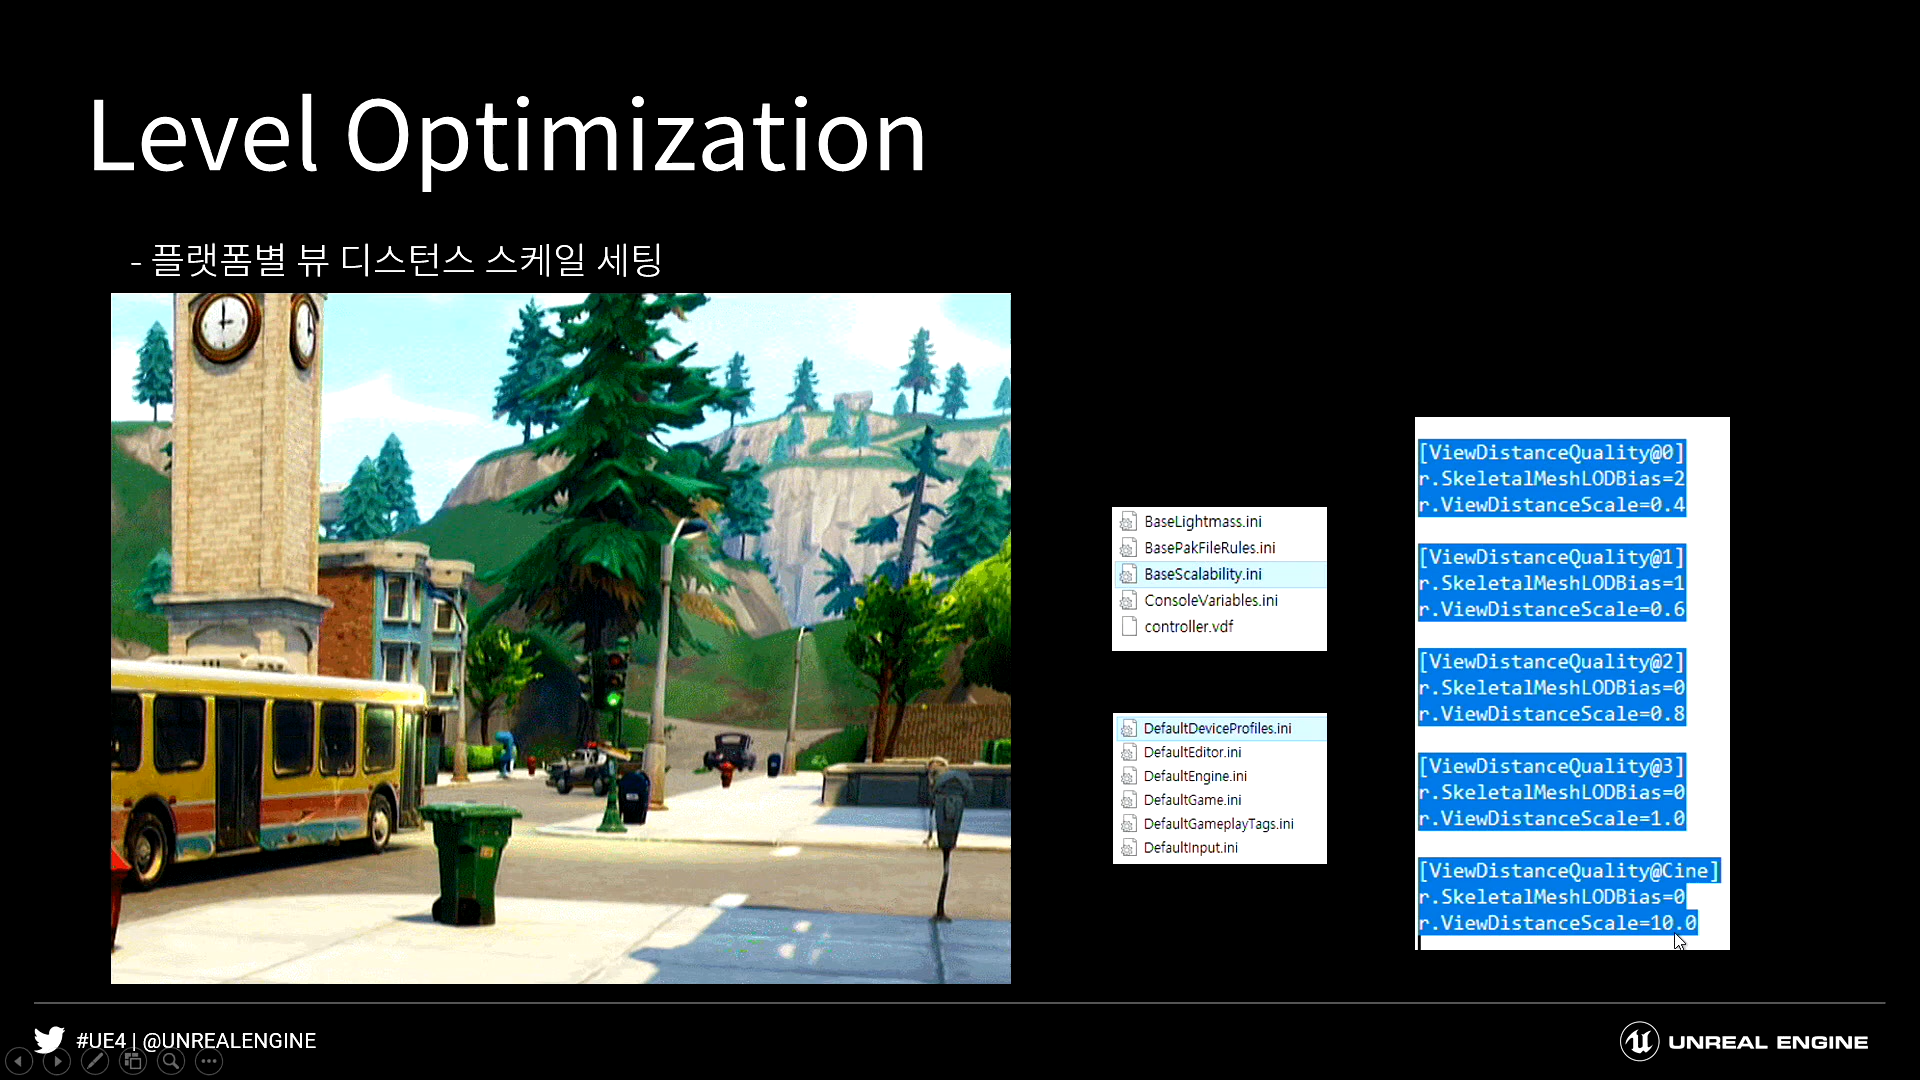 Level Optimization
- 플랫폼별 뷰 디스턴스 스케일 세팅
BaseLightmass.ini
BasePakFileRules.ini
BaseScalability.ini
ConsoleVariables.ini
controller.vdf
DefaultDeviceProfiles.ini
DefaultEditor.ini
DefaultEngine.ini
DefaultGame.ini
DefaultGameplayTags.ini
DefaultInput.ini
[ViewDistanceQuality@0]
r.SkeletalMeshLODBias=2
r.ViewDistanceScale=0.4
[ViewDistanceQuality@1]
r.SkeletalMeshLODBias=1
r.ViewDistanceScale=0.6
[ViewDistanceQuality@2]
r.SkeletalMeshLODBias=0
r.ViewDistanceScale=0.8
[ViewDistanceQuality@3]
r.SkeletalMeshLODBias=0
r.ViewDistanceScale=1.0
[ViewDistanceQuality@Cine]
r.SkeletalMeshLODBias=0
r.ViewDistanceScale=10.0
#UE4 | @UNREALENGINE
UNREAL ENGINE